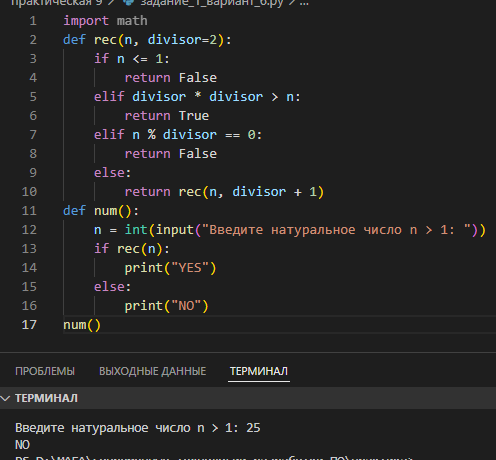 практическая 9 > задание_1_вариант_6.py > ...
1 import math
2 def rec(n, divisor=2):
3     if n <= 1:
4         return False
5     elif divisor * divisor > n:
6         return True
7     elif n % divisor == 0:
8         return False
9     else:
10         return rec(n, divisor + 1)
11 def num():
12     n = int(input("Введите натуральное число n > 1: "))
13     if rec(n):
14         print("YES")
15     else:
16         print("NO")
17 num()
ПРОБЛЕМЫ ВЫХОДНЫЕ ДАННЫЕ ТЕРМИНАЛ
ТЕРМИНАЛ
Введите натуральное число n > 1: 25
NO